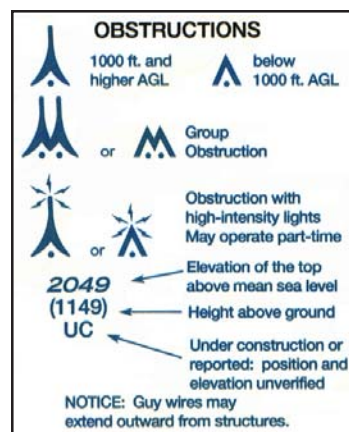 OBSTRUCTIONS
1000 ft. and
higher AGL
below
1000 ft. AGL
or
Group
Obstruction
Obstruction with
high-intensity lights
May operate part-time
or
2049
Elevation of the top
above mean sea level
(1149)
Height above ground
UC
Under construction or
reported: position and
elevation unverified
NOTICE: Guy wires may
extend outward from structures.